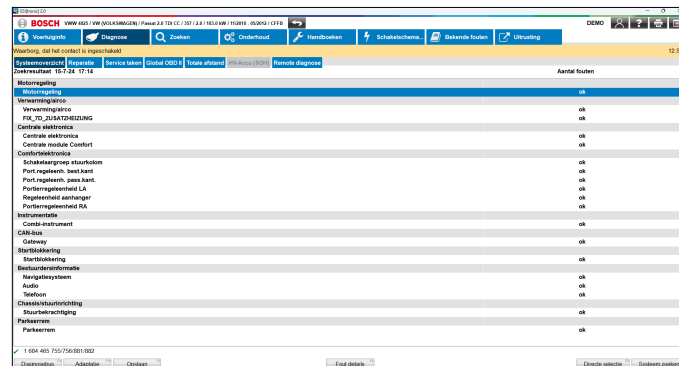 ESI[tronic] 2.0
BOSCH VWW 4825 / VW (VOLKSWAGEN) / Passat 2.0 TDI CC / 357 / 2.0 / 103.0 kW / 11/2010 - 05/2012 / CFFB DEMO
Voertuiginfo Diagnose Zoeken Onderhoud Handboeken Schakelschema... Bekende fouten Uitrusting
Waarborg, dat het contact is ingeschakeld 12.5
Systeemoverzicht Reparatie Service taken Global OBD II Totale afstand HV-Accu (SOH) Remote diagnose
Zoekresultaat 15-7-24 17:14 Aantal fouten
Motorregeling
Motorregeling ok
Verwarming/airco
Verwarming/airco ok
FIX_7D_ZUSATZHEIZUNG ok
Centrale elektronica
Centrale elektronica ok
Centrale module Comfort ok
Comfortelektronica
Schakelaargroep stuurkolom ok
Port.regeleenh. best.kant ok
Port.regeleenh. pass.kant. ok
Portierregeleenheid LA ok
Regeleenheid aanhanger ok
Portierregeleenheid RA ok
Instrumentatie
Combi-instrument ok
CAN-bus
Gateway ok
Startblokkering
Startblokkering ok
Bestuurdersinformatie
Navigatiesysteem ok
Audio ok
Telefoon ok
Chassis/stuurinrichting
Stuurbekrachtiging ok
Parkeerrem
Parkeerrem ok
1 684 465 755/756/881/882
Diagnosebus Adaptatie Opslaan Fout details Directe selectie Systeem zoeken